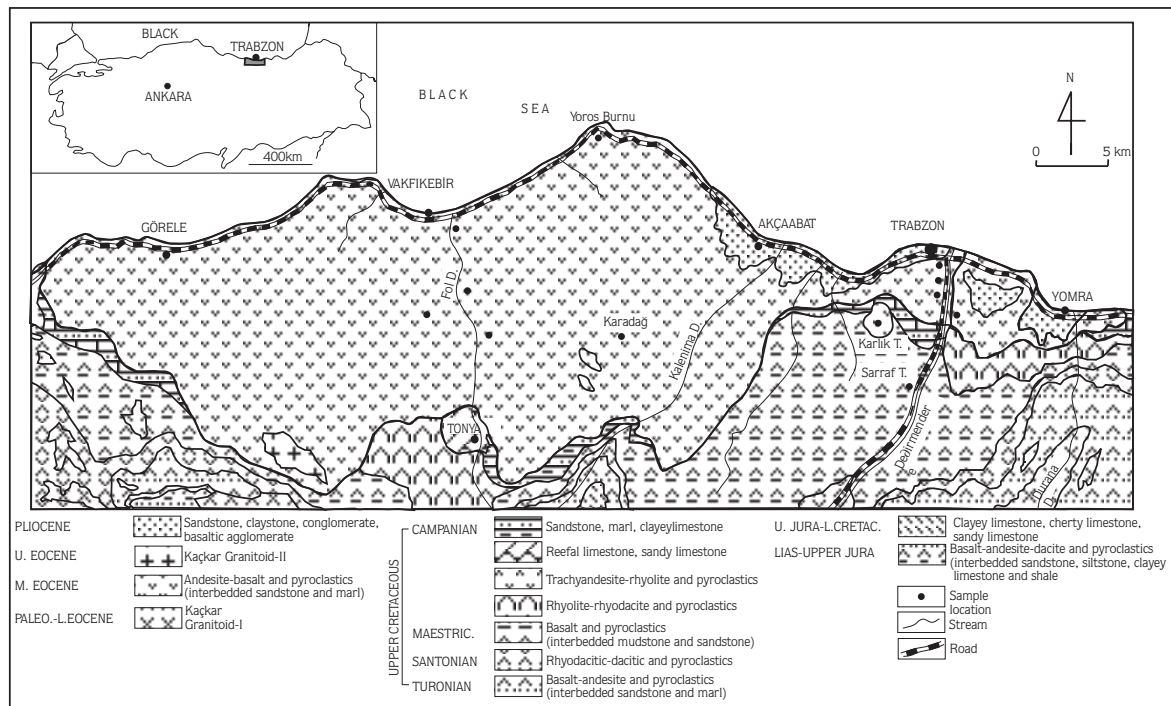 BLACK
TRABZON
ANKARA
400km
BLACK SEA
Yoros Burnu
N
0 5 km
VAKFIKEBİR
GÖRELE
AKÇAABAT
TRABZON
YOMRA
Fol D.
Karadağ
Kalenima D.
Karlık T.
Sarraf T.
TONYA
Değirmender
e
Durana
D.
PLIOCENE
Sandstone, claystone, conglomerate,
basaltic agglomerate
U. EOCENE
Kaçkar Granitoid-II
M. EOCENE
Andesite-basalt and pyroclastics
(interbedded sandstone and marl)
PALEO.-L.EOCENE
Kaçkar
Granitoid-I
UPPER CRETACEOUS
CAMPANIAN
Sandstone, marl, clayeylimestone
Reefal limestone, sandy limestone
Trachyandesite-rhyolite and pyroclastics
Rhyolite-rhyodacite and pyroclastics
MAESTRIC.
Basalt and pyroclastics
(interbedded mudstone and sandstone)
SANTONIAN
Rhyodacitic-dacitic and pyroclastics
TURONIAN
Basalt-andesite and pyroclastics
(interbedded sandstone and marl)
U. JURA-L.CRETAC.
Clayey limestone, cherty limestone,
sandy limestone
LIAS-UPPER JURA
Basalt-andesite-dacite and pyroclastics
(interbedded sandstone, siltstone, clayey
limestone and shale
Sample
location
Stream
Road